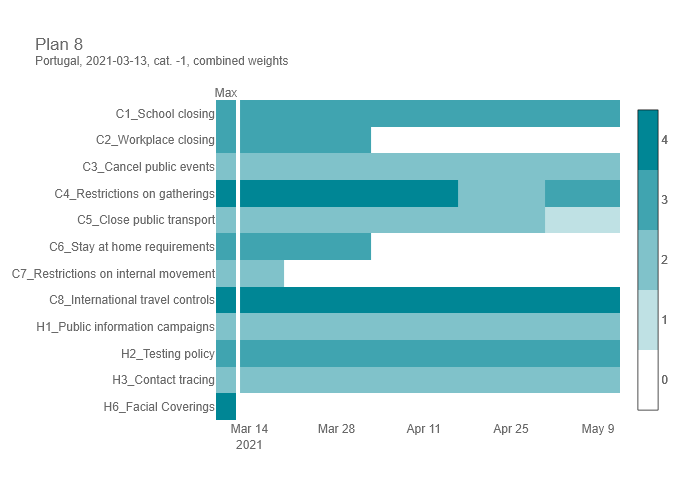 Plan 8
Portugal, 2021-03-13, cat. -1, combined weights
Max
C1_School closing
C2_Workplace closing
C3_Cancel public events
C4_Restrictions on gatherings
C5_Close public transport
C6_Stay at home requirements
C7_Restrictions on internal movement
C8_International travel controls
H1_Public information campaigns
H2_Testing policy
H3_Contact tracing
H6_Facial Coverings
Mar 14 Mar 28 Apr 11 Apr 25 May 9
2021
4
3
2
1
0